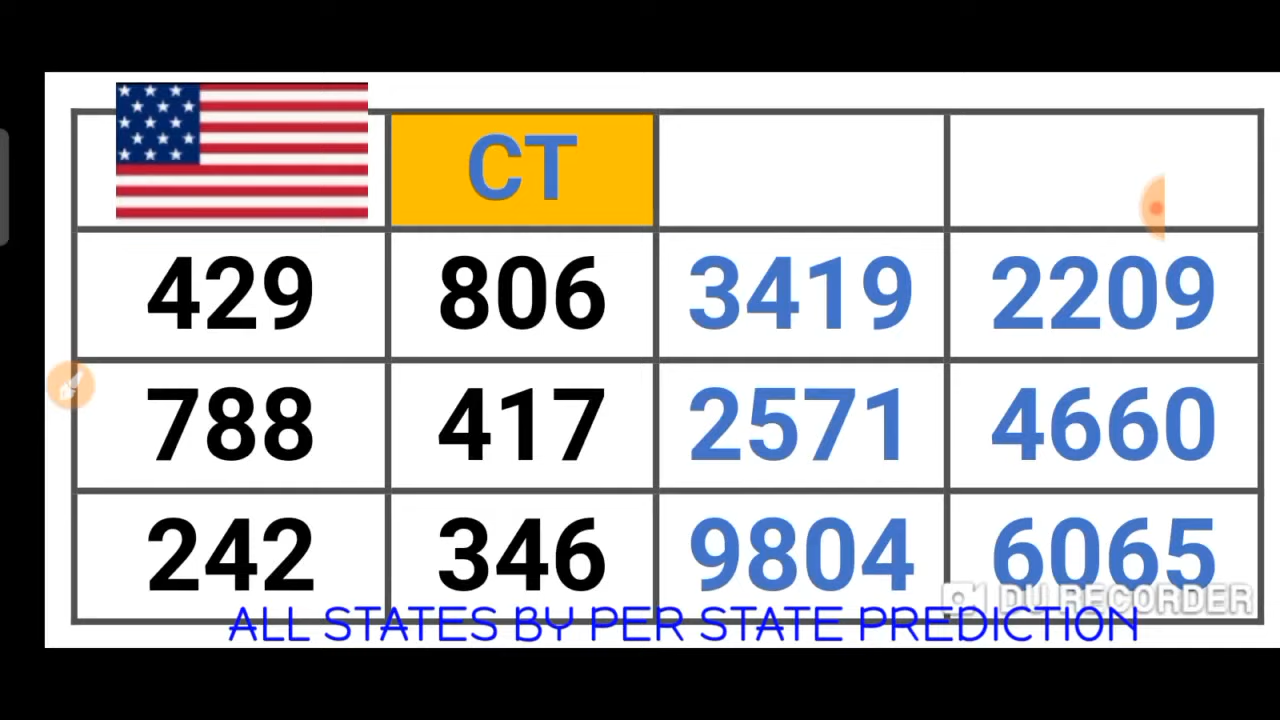 CT
429 806 3419 2209
788 417 2571 4660
242 346 9804 6065
DU RECORDER
ALL STATES BY PER STATE PREDICTION